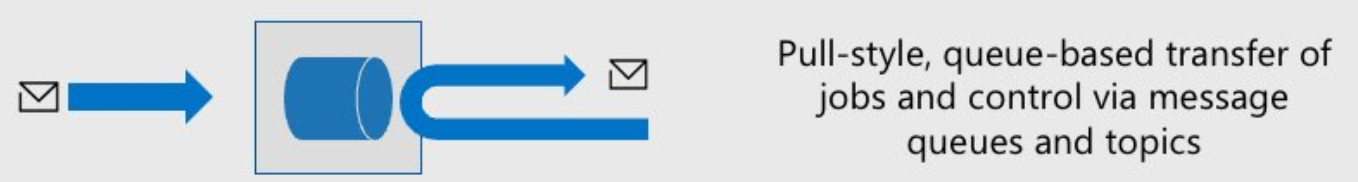 Pull-style, queue-based transfer of
jobs and control via message
queues and topics